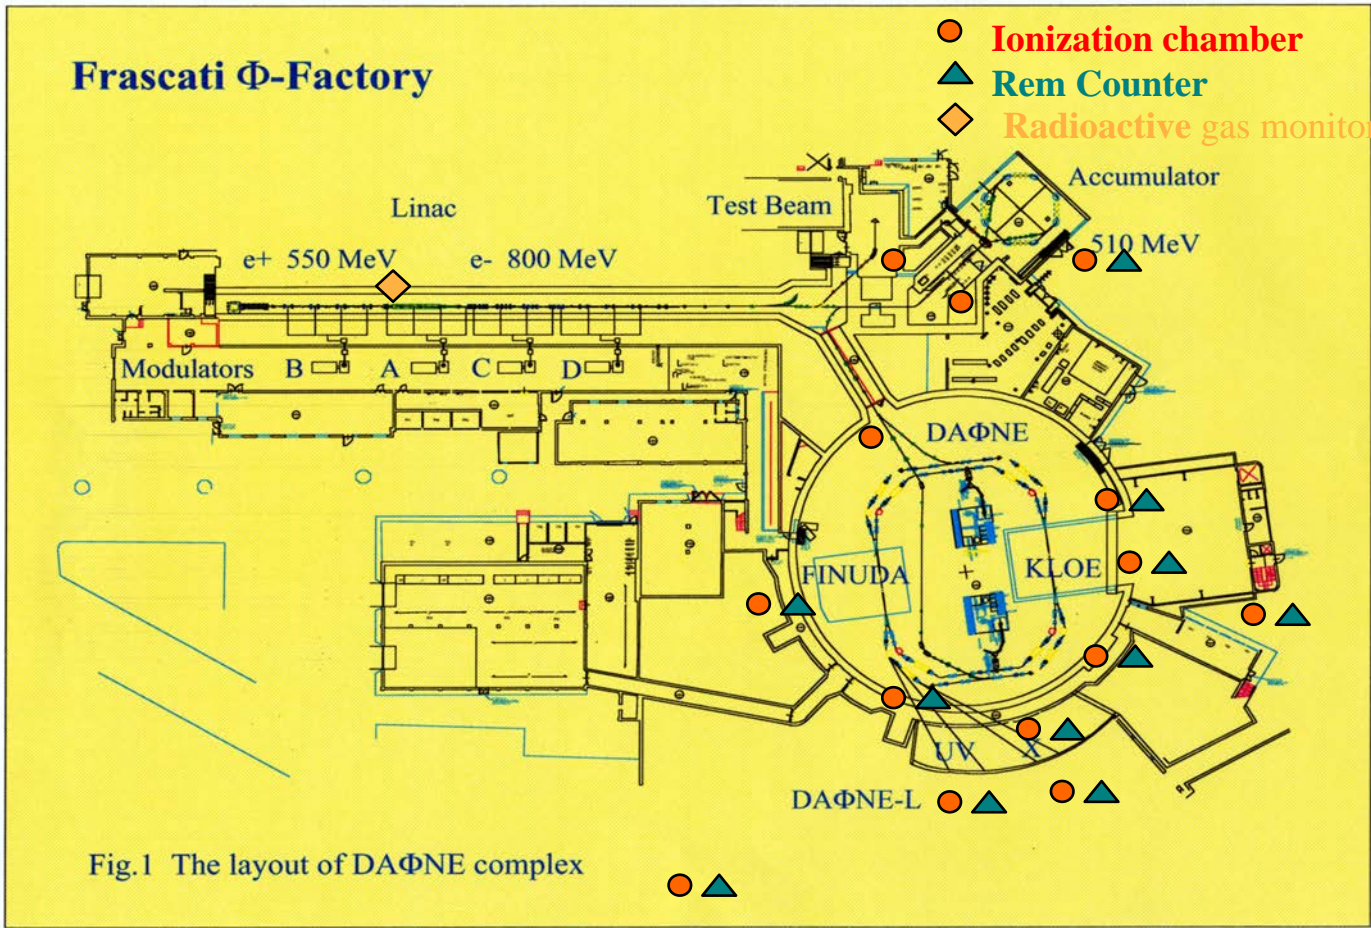 Ionization chamber
Frascati Φ-Factory
Rem Counter
Radioactive gas monito
Accumulator
Linac
Test Beam
e+ 550 MeV
e- 800 MeV
510 MeV
Modulators
B
A
C
D
DAΦNE
FINUDA
KLOE
UV
X
DAΦNE-L
Fig.1 The layout of DAΦNE complex